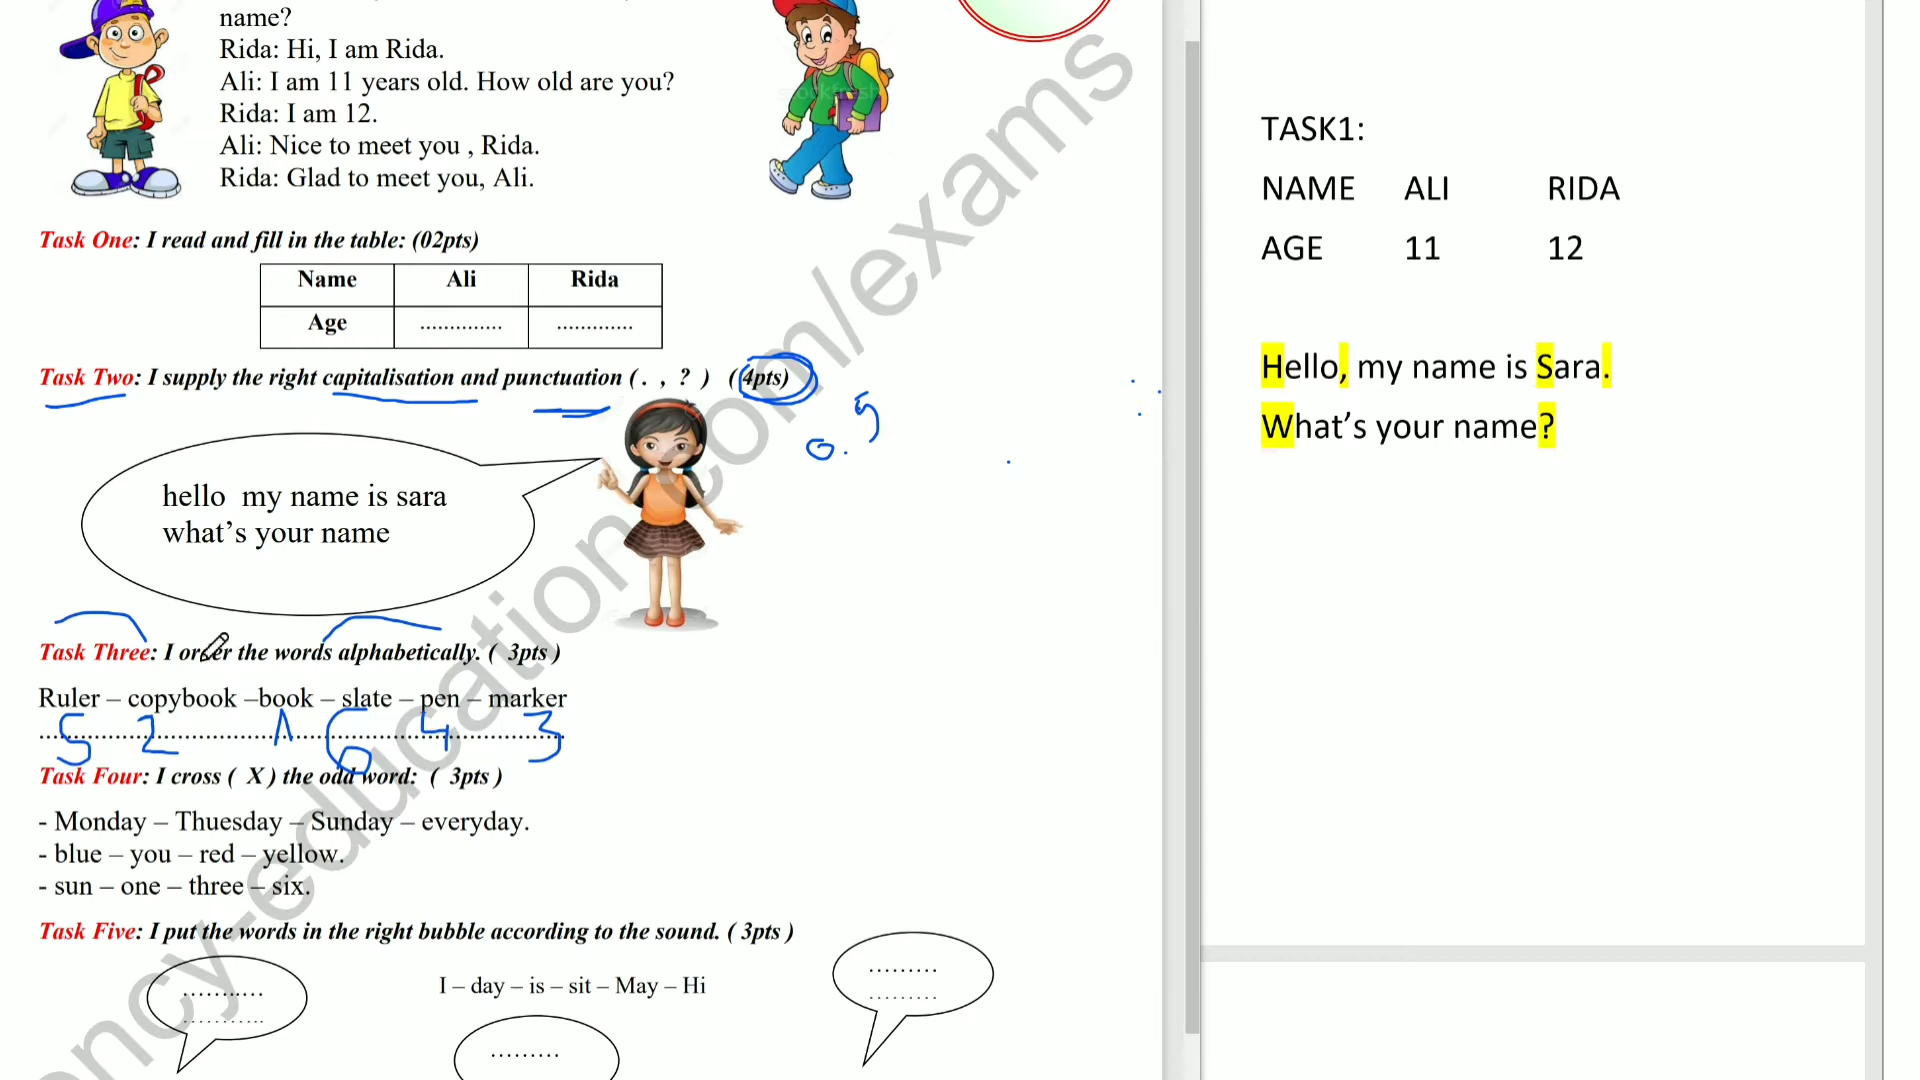 name?
Rida: Hi, I am Rida.
Ali: I am 11 years old. How old are you?
Rida: I am 12.
Ali: Nice to meet you , Rida.
Rida: Glad to meet you, Ali.
Task One: I read and fill in the table: (02pts)
Name Ali Rida
Age .............. .............
Task Two: I supply the right capitalisation and punctuation ( . , ? ) ( 4pts)
0.5
hello my name is sara
what’s your name
Task Three: I order the words alphabetically. ( 3pts )
Ruler – copybook –book – slate – pen – marker
5 2 1 6 4 3
Task Four: I cross ( X ) the odd word: ( 3pts )
- Monday – Thuesday – Sunday – everyday.
- blue – you – red – yellow.
- sun – one – three – six.
Task Five: I put the words in the right bubble according to the sound. ( 3pts )
I – day – is – sit – May – Hi
ency-education.com/exams
TASK1:
NAME ALI RIDA
AGE 11 12
Hello, my name is Sara.
What’s your name?